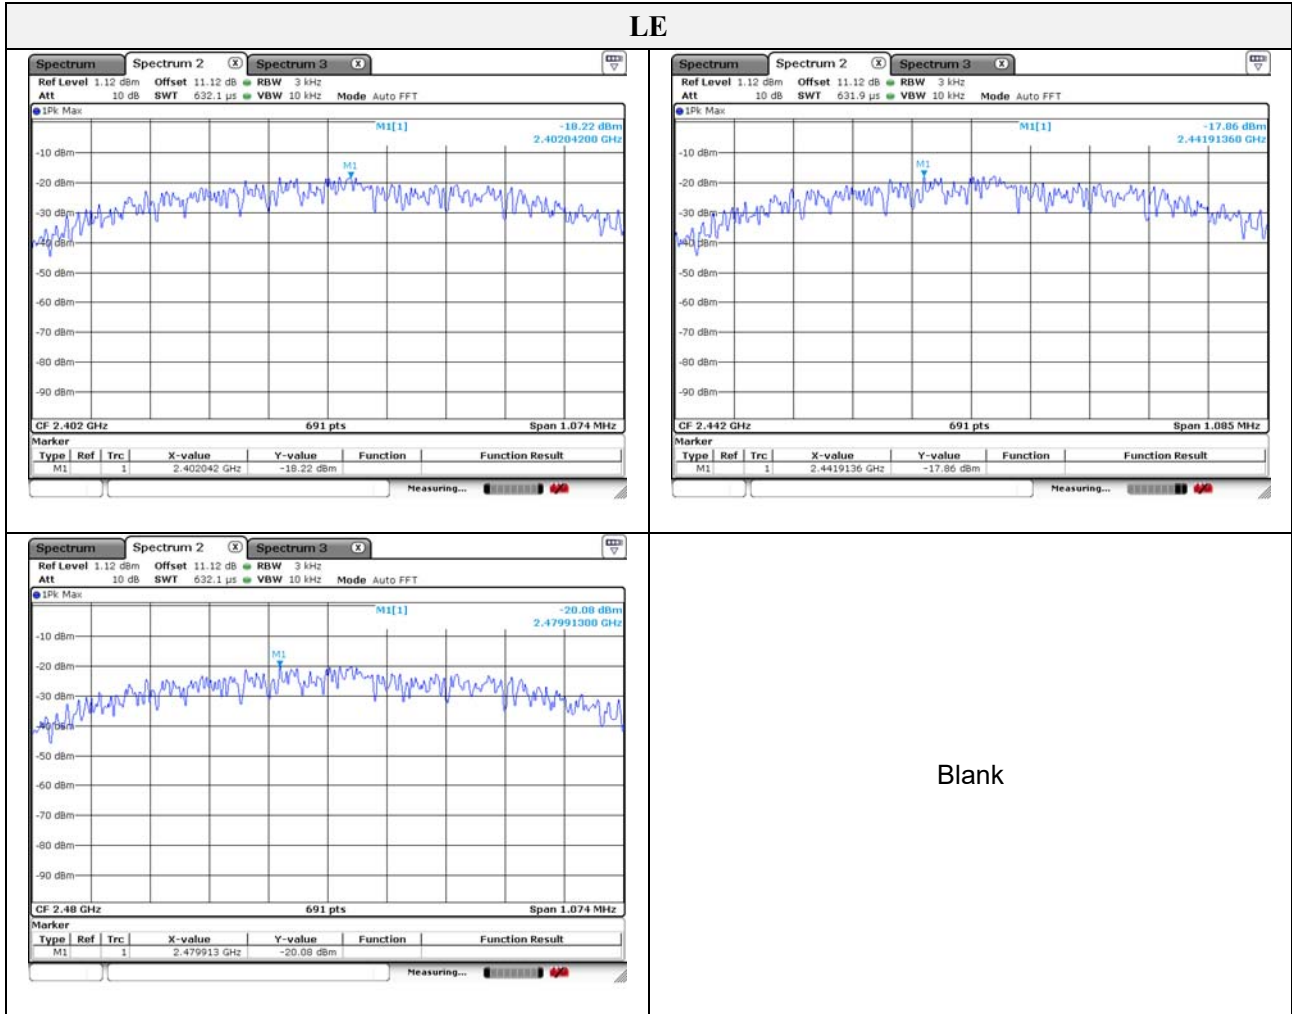 LE
Spectrum Spectrum 2 X Spectrum 3 X
Ref Level 1.12 dBm Offset 11.12 dB RBW 3 kHz
Att 10 dB SWT 632.1 µs VBW 10 kHz Mode Auto FFT
1Pk Max
M1[1] -18.22 dBm
2.40204200 GHz
M1
-10 dBm
-20 dBm
-30 dBm
-40 dBm
-50 dBm
-60 dBm
-70 dBm
-80 dBm
-90 dBm
CF 2.402 GHz 691 pts Span 1.074 MHz
Marker
Type Ref Trc X-value Y-value Function Function Result
M1 1 2.402042 GHz -18.22 dBm
Measuring...
Spectrum Spectrum 2 X Spectrum 3 X
Ref Level 1.12 dBm Offset 11.12 dB RBW 3 kHz
Att 10 dB SWT 631.9 µs VBW 10 kHz Mode Auto FFT
1Pk Max
M1[1] -17.86 dBm
2.44191360 GHz
M1
-10 dBm
-20 dBm
-30 dBm
-40 dBm
-50 dBm
-60 dBm
-70 dBm
-80 dBm
-90 dBm
CF 2.442 GHz 691 pts Span 1.085 MHz
Marker
Type Ref Trc X-value Y-value Function Function Result
M1 1 2.4419136 GHz -17.86 dBm
Measuring...
Spectrum Spectrum 2 X Spectrum 3 X
Ref Level 1.12 dBm Offset 11.12 dB RBW 3 kHz
Att 10 dB SWT 632.1 µs VBW 10 kHz Mode Auto FFT
1Pk Max
M1[1] -20.08 dBm
2.47991300 GHz
M1
-10 dBm
-20 dBm
-30 dBm
-40 dBm
-50 dBm
-60 dBm
-70 dBm
-80 dBm
-90 dBm
CF 2.48 GHz 691 pts Span 1.074 MHz
Marker
Type Ref Trc X-value Y-value Function Function Result
M1 1 2.479913 GHz -20.08 dBm
Measuring...
Blank